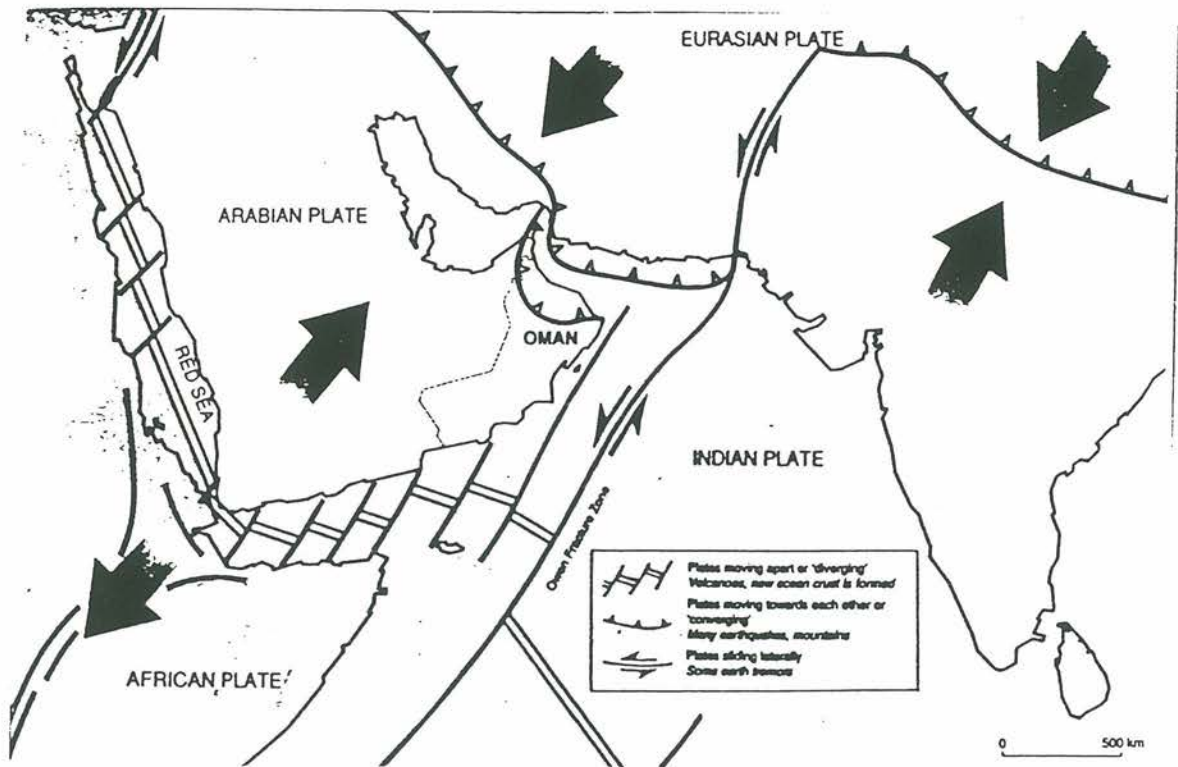 EURASIAN PLATE
ARABIAN PLATE
RED SEA
OMAN
INDIAN PLATE
Owen Fracture Zone
AFRICAN PLATE
Plates moving apart or 'diverging'
Volcanoes, new ocean crust is formed
Plates moving towards each other or
'converging'
Many earthquakes, mountains
Plates sliding laterally
Some earth tremors
0 500 km